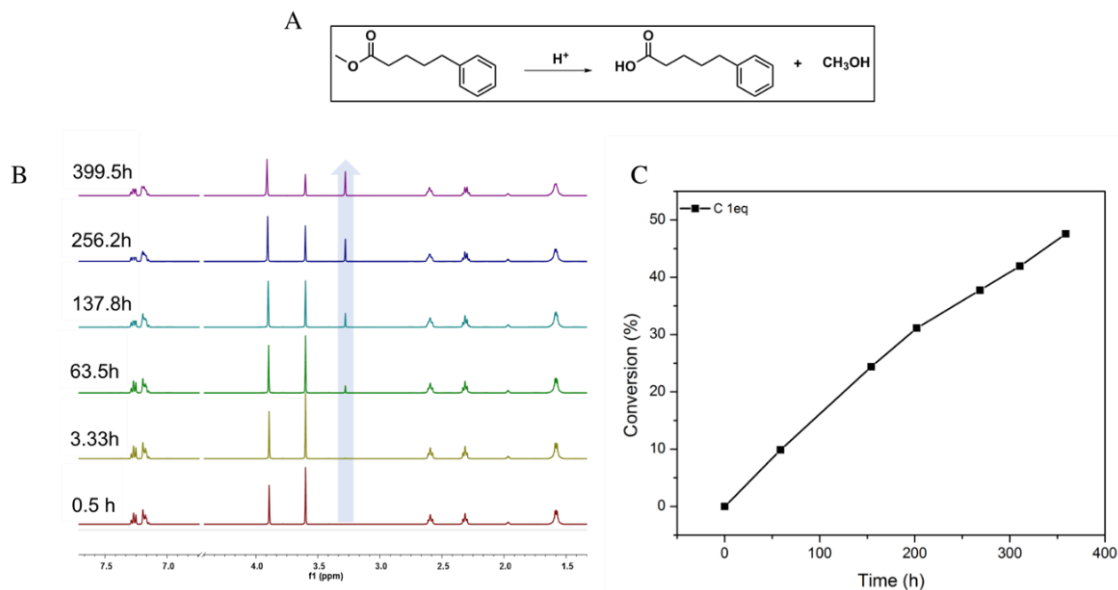 A
O
O
H⁺
O
HO
+
CH₃OH
B
399.5h
256.2h
137.8h
63.5h
3.33h
0.5 h
7.5 7.0 4.0 3.5 3.0 2.5 2.0 1.5
f1 (ppm)
C
C 1eq
Conversion (%)
50
40
30
20
10
0
0 100 200 300 400
Time (h)